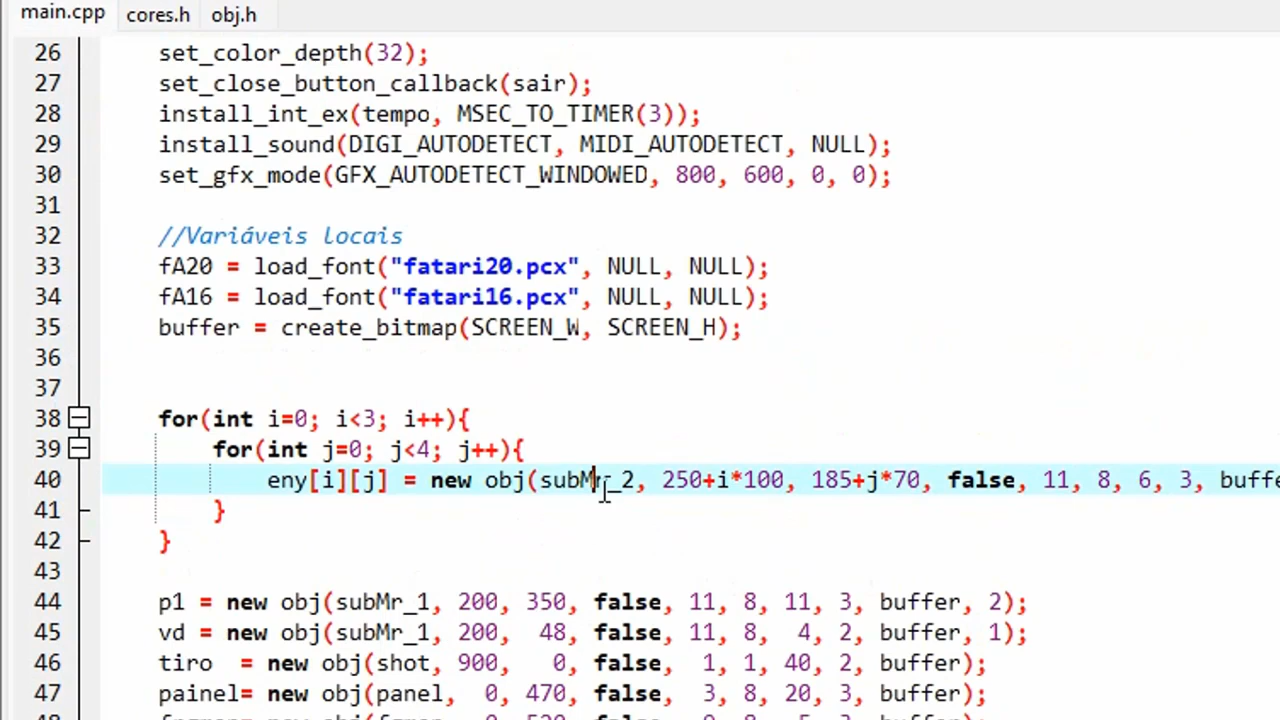 main.cpp cores.h obj.h
26 set_color_depth(32);
27 set_close_button_callback(sair);
28 install_int_ex(tempo, MSEC_TO_TIMER(3));
29 install_sound(DIGI_AUTODETECT, MIDI_AUTODETECT, NULL);
30 set_gfx_mode(GFX_AUTODETECT_WINDOWED, 800, 600, 0, 0);
31
32 //Variáveis locais
33 fA20 = load_font("fatari20.pcx", NULL, NULL);
34 fA16 = load_font("fatari16.pcx", NULL, NULL);
35 buffer = create_bitmap(SCREEN_W, SCREEN_H);
36
37
38 for(int i=0; i<3; i++){
39 for(int j=0; j<4; j++){
40 eny[i][j] = new obj(subMr_2, 250+i*100, 185+j*70, false, 11, 8, 6, 3, buffe
41 }
42 }
43
44 p1 = new obj(subMr_1, 200, 350, false, 11, 8, 11, 3, buffer, 2);
45 vd = new obj(subMr_1, 200, 48, false, 11, 8, 4, 2, buffer, 1);
46 tiro = new obj(shot, 900, 0, false, 1, 1, 40, 2, buffer);
47 painel= new obj(panel, 0, 470, false, 3, 8, 20, 3, buffer);